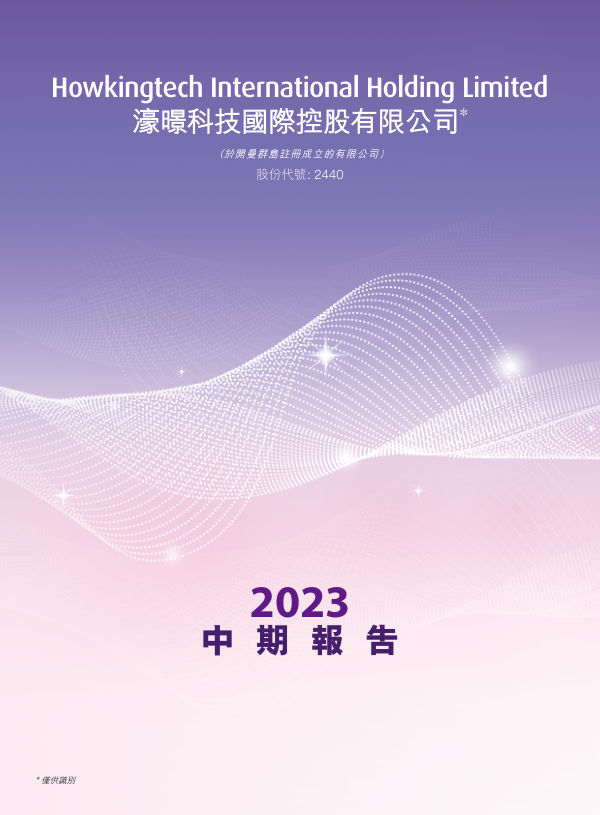 Howkingtech International Holding Limited
濠暻科技國際控股有限公司*
（於開曼群島註冊成立的有限公司）
股份代號: 2440
2023
中期報告
* 僅供識別